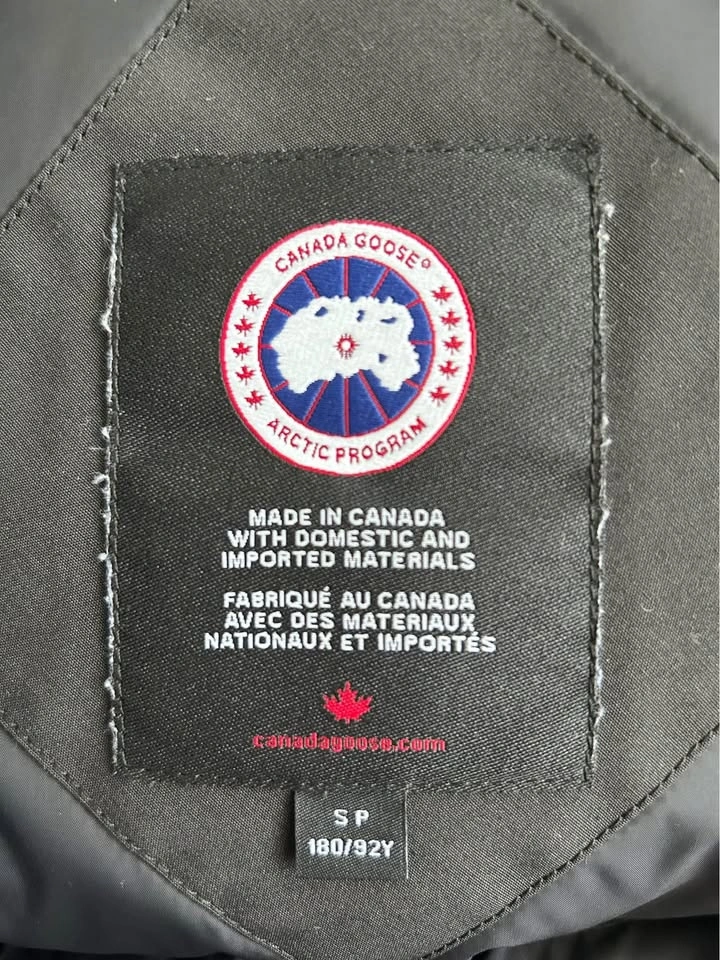 CANADA GOOSE®
ARCTIC PROGRAM
MADE IN CANADA
WITH DOMESTIC AND
IMPORTED MATERIALS
FABRIQUÉ AU CANADA
AVEC DES MATERIAUX
NATIONAUX ET IMPORTÉS
canadagoose.com
S P
180/92Y